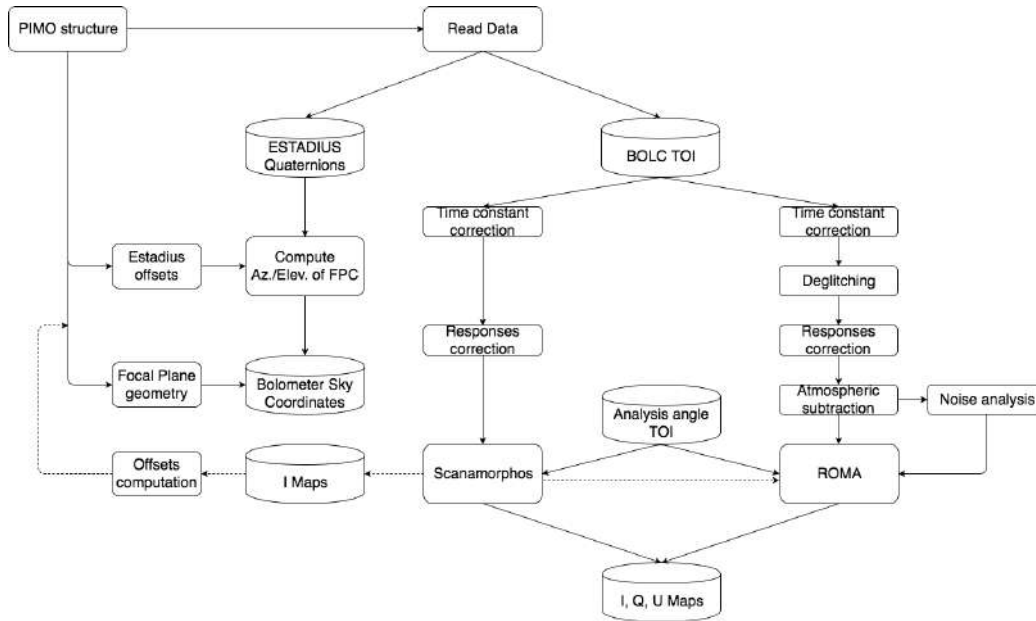 PIMO structure
Read Data
ESTADIUS
Quaternions
BOLC TOI
Time constant
correction
Time constant
correction
Estadius
offsets
Compute
Az./Elev. of FPC
Deglitching
Responses
correction
Responses
correction
Focal Plane
geometry
Bolometer Sky
Coordinates
Atmospheric
subtraction
Noise analysis
Analysis angle
TOI
Offsets
computation
I Maps
Scanamorphos
ROMA
I, Q, U Maps